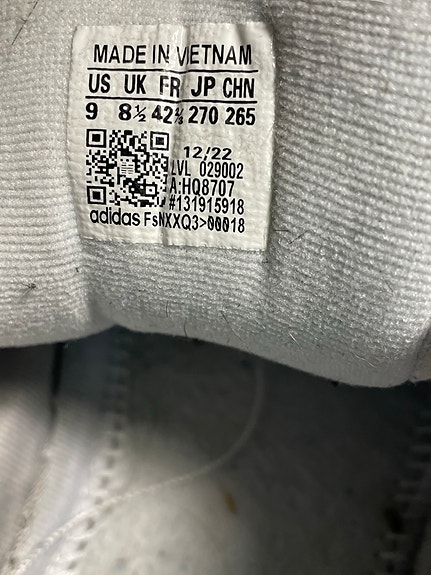 MADE IN VIETNAM
US UK FR JP CHN
9 8½ 42⅔ 270 265
12/22
LVL 029002
A:HQ8707
#131915918
adidas FsNXXQ3>00018